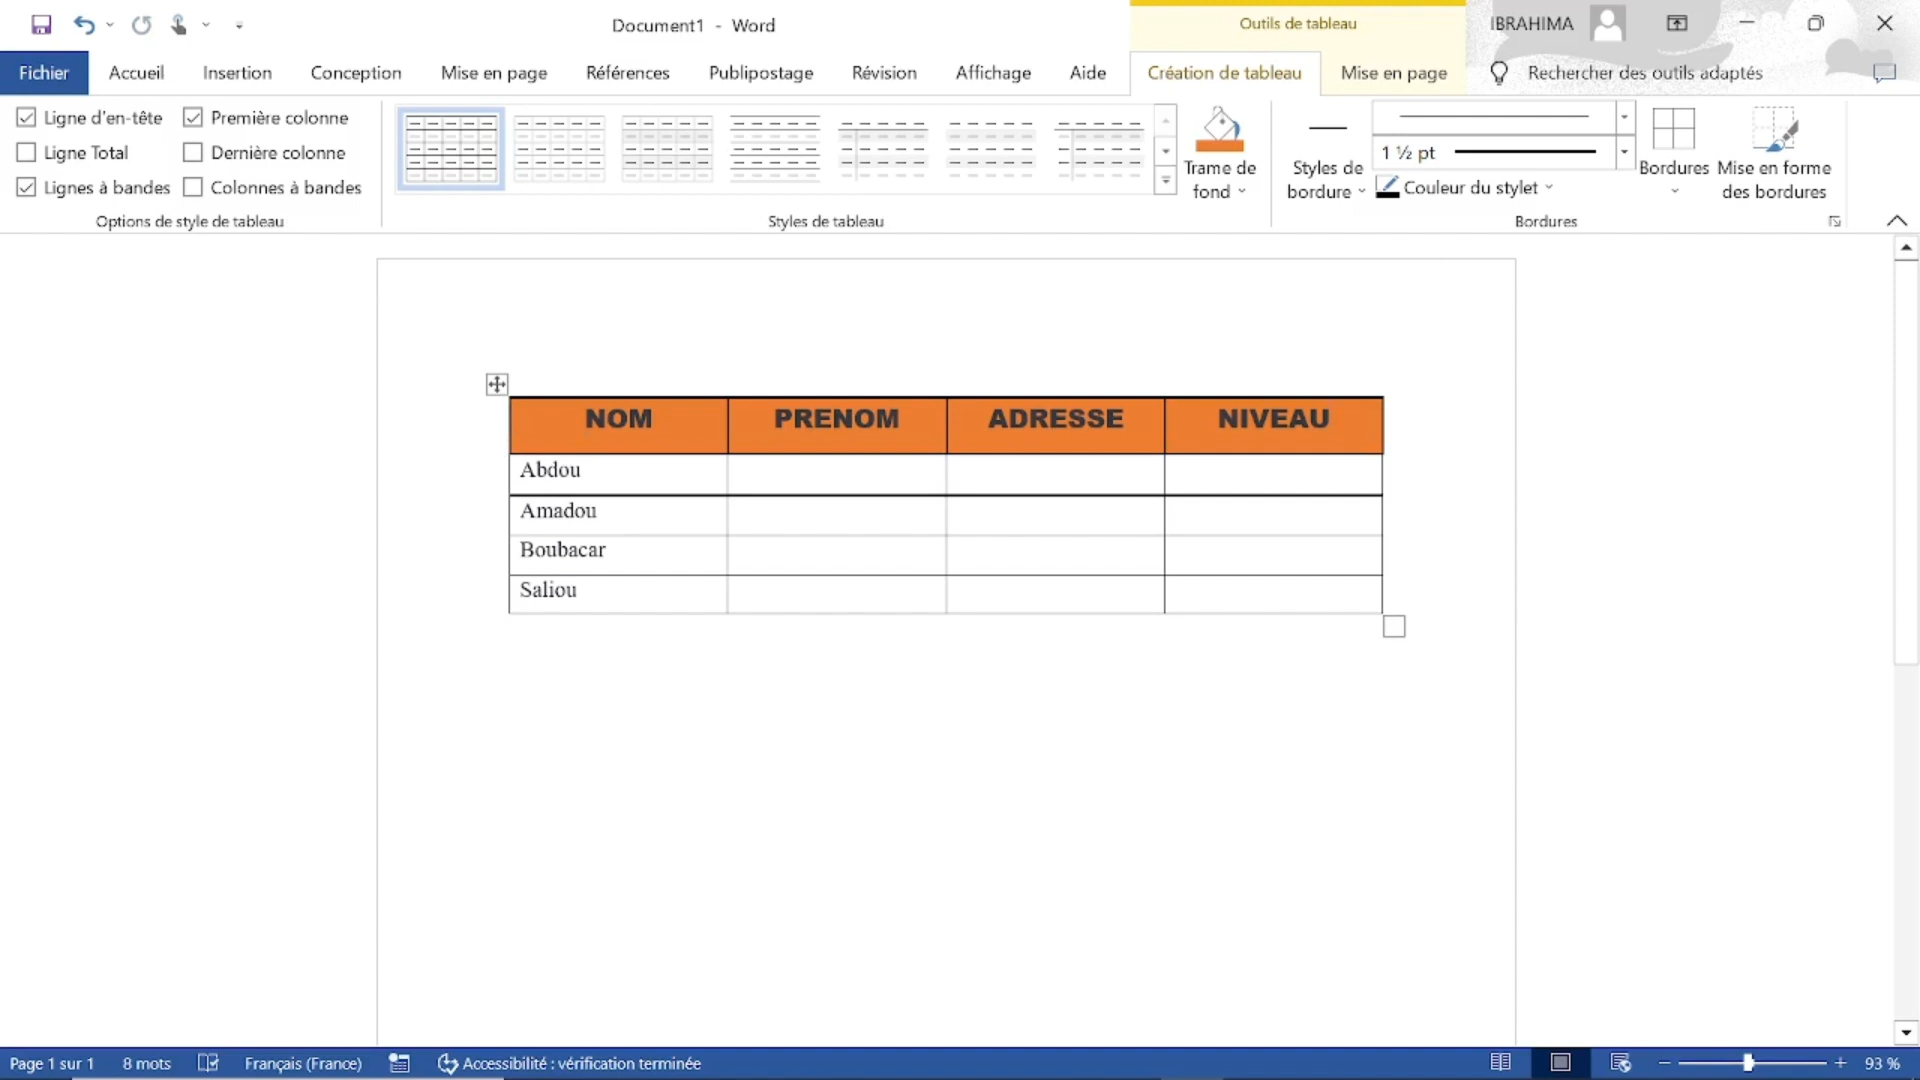 Document1 - Word
Outils de tableau
IBRAHIMA
Fichier
Accueil
Insertion
Conception
Mise en page
Références
Publipostage
Révision
Affichage
Aide
Création de tableau
Mise en page
Rechercher des outils adaptés
Ligne d'en-tête
Première colonne
Ligne Total
Dernière colonne
Lignes à bandes
Colonnes à bandes
Options de style de tableau
Styles de tableau
Trame de
fond
Styles de
bordure
1 ½ pt
Couleur du stylet
Bordures
Mise en forme
des bordures
Bordures
NOM PRENOM ADRESSE NIVEAU
Abdou
Amadou
Boubacar
Saliou
Page 1 sur 1
8 mots
Français (France)
Accessibilité : vérification terminée
93 %